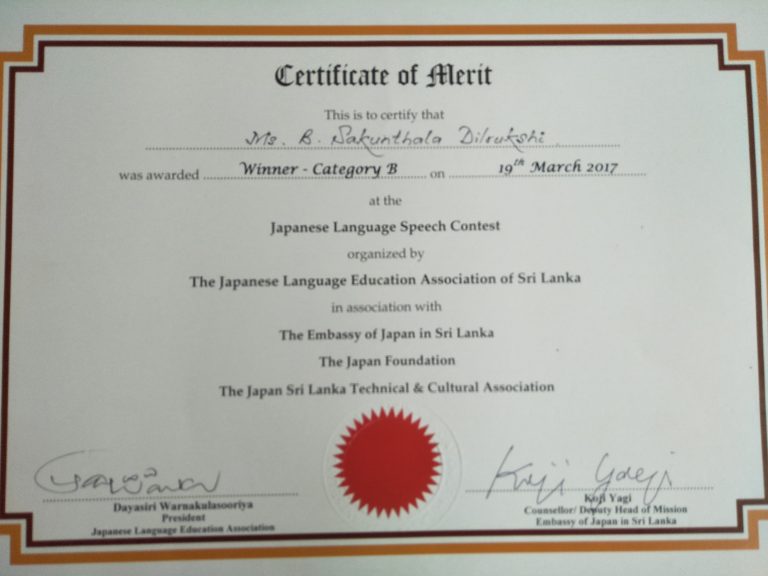 Certificate of Merit
This is to certify that
Ms. B. Sakunthala Dilrukshi
was awarded Winner - Category B on 19th March 2017
at the
Japanese Language Speech Contest
organized by
The Japanese Language Education Association of Sri Lanka
in association with
The Embassy of Japan in Sri Lanka
The Japan Foundation
The Japan Sri Lanka Technical & Cultural Association
Koji Yagi
Dayasiri Warnakulasooriya
President
Japanese Language Education Association
Koji Yagi
Counsellor/ Deputy Head of Mission
Embassy of Japan in Sri Lanka